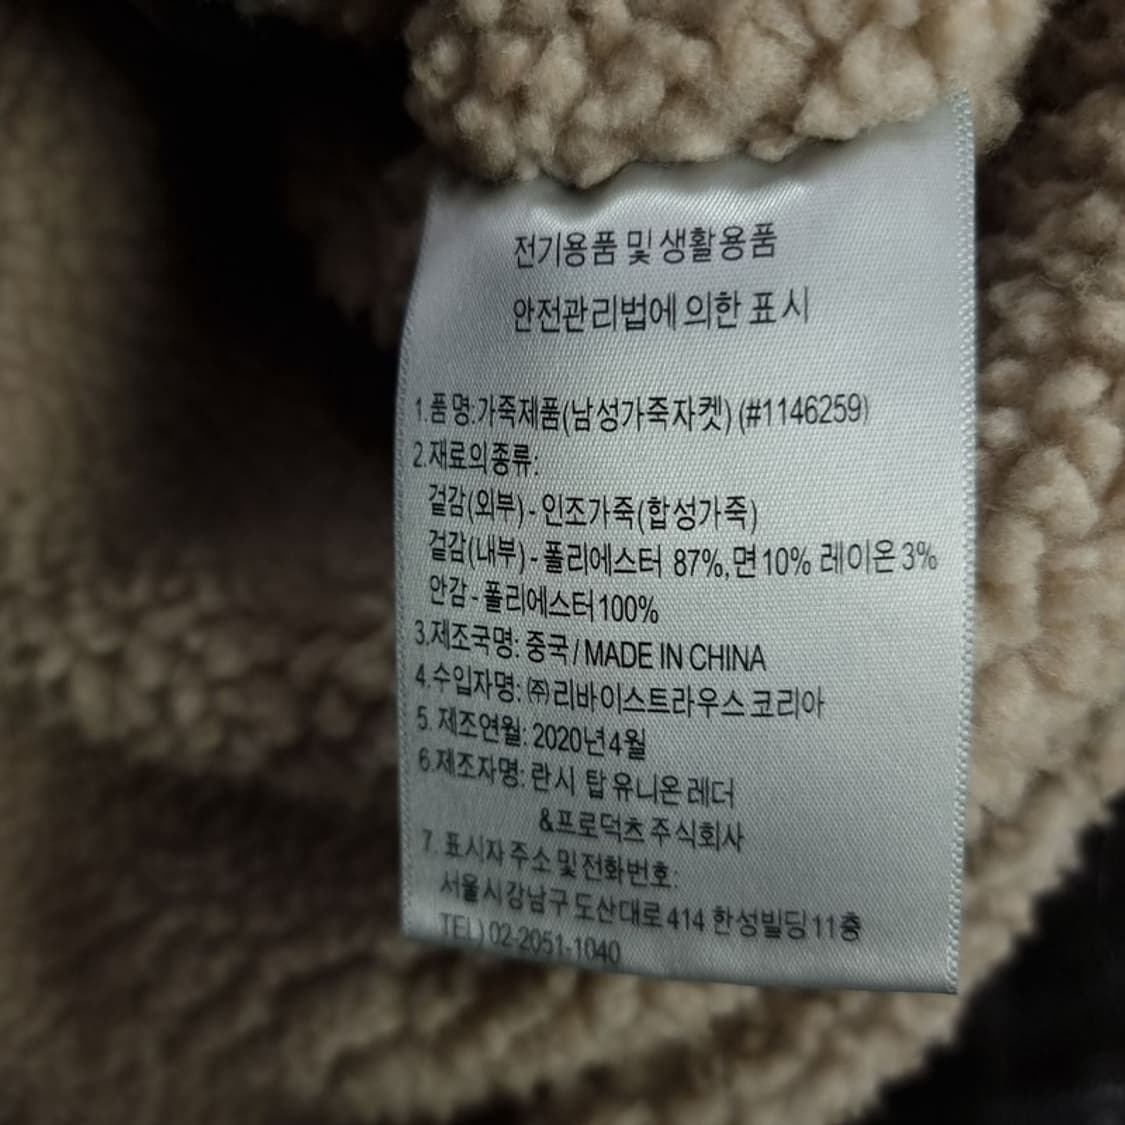 전기용품 및 생활용품
안전관리법에 의한 표시
1.품 명:가죽제품(남성가죽자켓) (#1146259)
2.재료의종류:
겉감(외부) - 인조가죽(합성가죽)
겉감(내부) - 폴리에스터 87%,면10% 레이온3%
안감 - 폴리에스터100%
3.제조국명: 중국 / MADE IN CHINA
4.수입자명: ㈜리바이스트라우스코리아
5. 제조연월: 2020년4월
6.제조자명: 란시 탑 유니온 레더
&프로덕츠 주식회사
7. 표시자 주소 및 전화번호:
서울시 강남구 도산대로414 한성빌딩 11층
TEL) 02-2051-1040